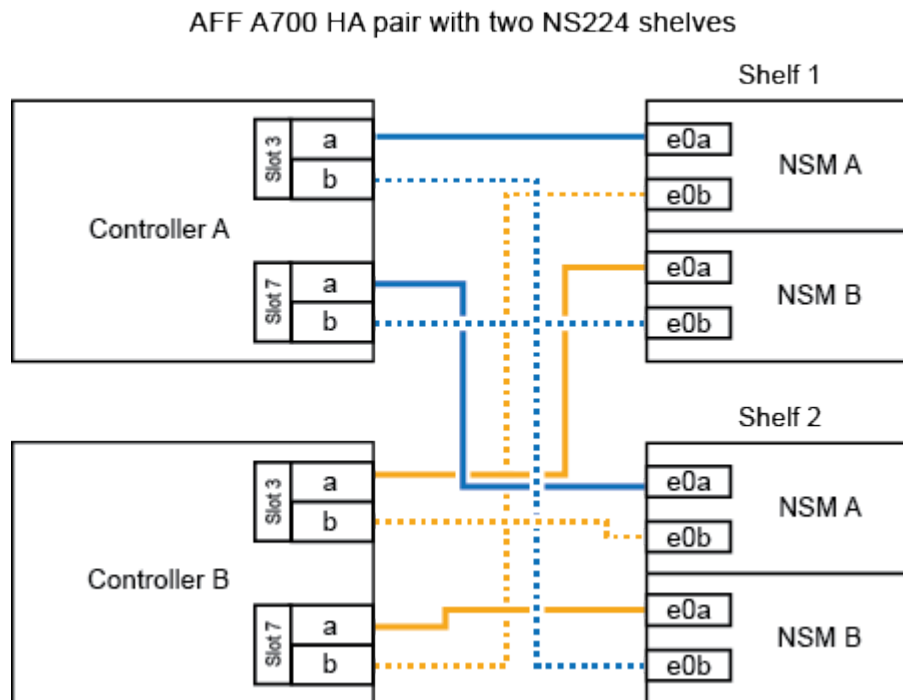 AFF A700 HA pair with two NS224 shelves
Shelf 1
Controller A
Slot 3
a
b
Slot 7
a
b
e0a
e0b
NSM A
e0a
e0b
NSM B
Shelf 2
Controller B
Slot 3
a
b
Slot 7
a
b
e0a
e0b
NSM A
e0a
e0b
NSM B